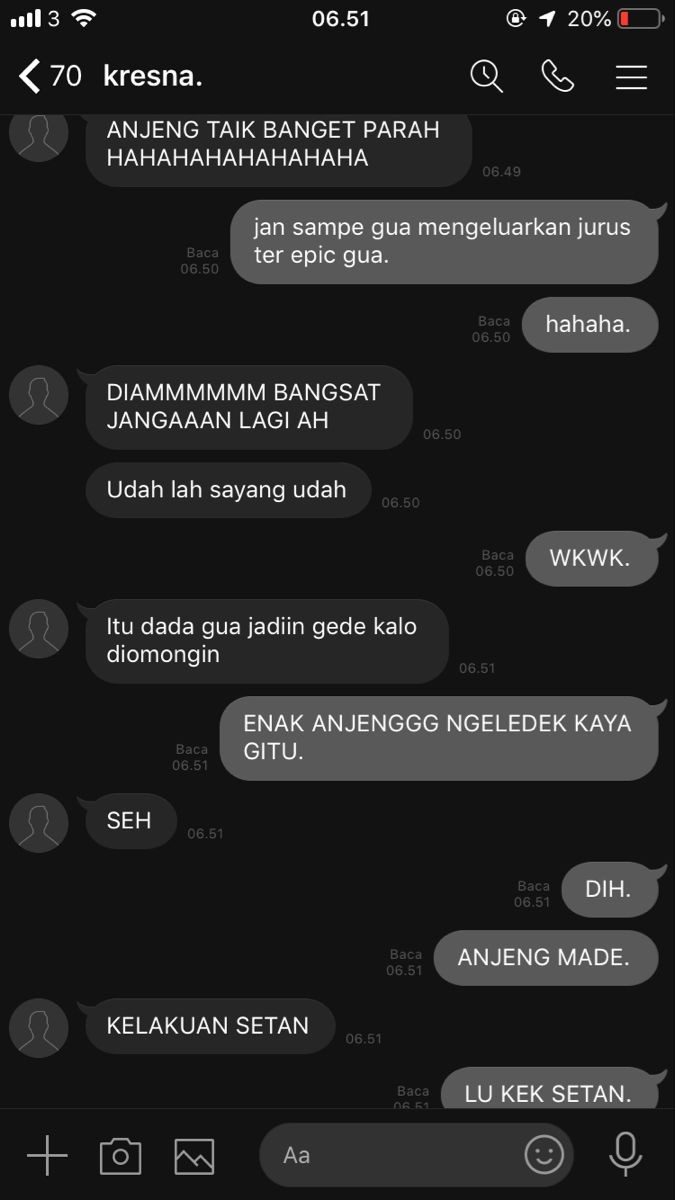 3
06.51
20%
70 kresna.
ANJENG TAIK BANGET PARAH
HAHAHAHAHAHAHAHA
06.49
jan sampe gua mengeluarkan jurus
ter epic gua.
Baca
06.50
hahaha.
Baca
06.50
DIAMMMMMM BANGSAT
JANGAAAN LAGI AH
06.50
Udah lah sayang udah
06.50
WKWK.
Baca
06.50
Itu dada gua jadiin gede kalo
diomongin
06.51
ENAK ANJENGGG NGELEDEK KAYA
GITU.
Baca
06.51
SEH
06.51
DIH.
Baca
06.51
ANJENG MADE.
Baca
06.51
KELAKUAN SETAN
06.51
LU KEK SETAN.
Baca
06.51
Aa